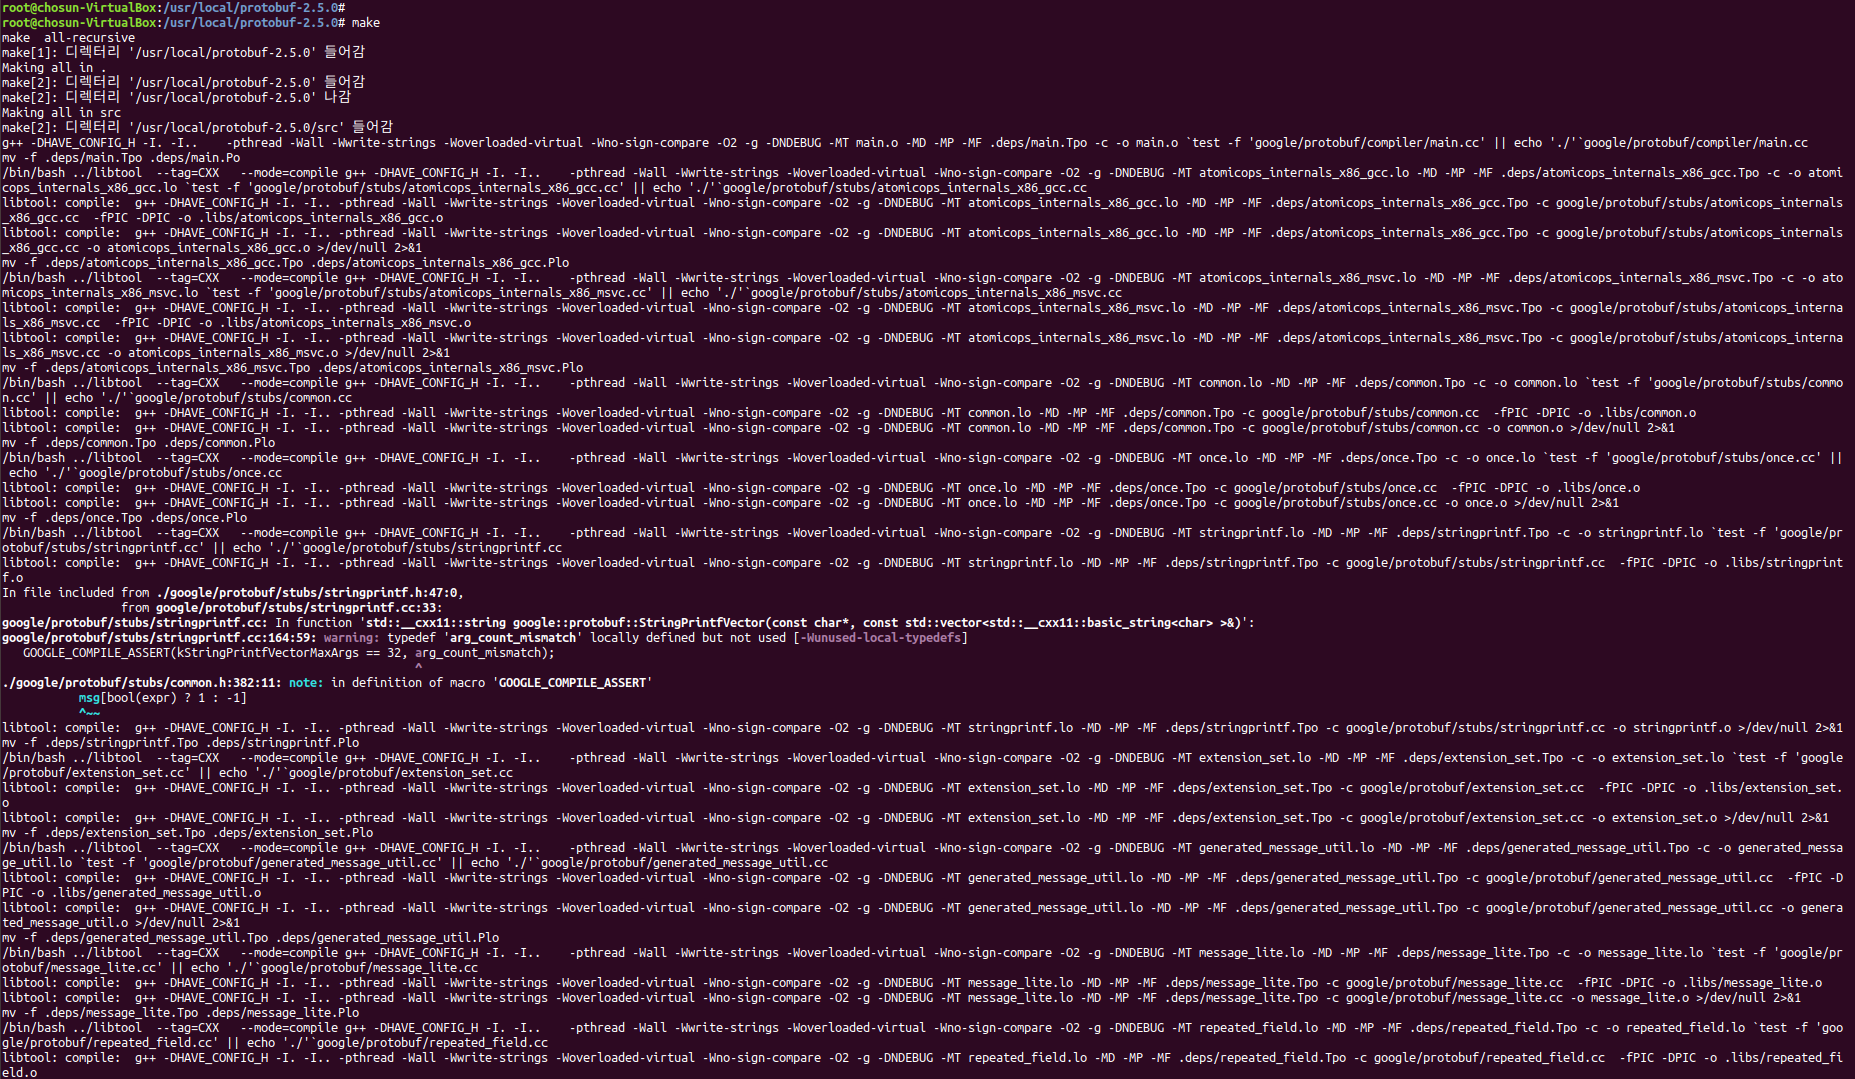 root@chosun-VirtualBox:/usr/local/protobuf-2.5.0#
root@chosun-VirtualBox:/usr/local/protobuf-2.5.0# make
make  all-recursive
make[1]: 디렉터리 '/usr/local/protobuf-2.5.0' 들어감
Making all in .
make[2]: 디렉터리 '/usr/local/protobuf-2.5.0' 들어감
make[2]: 디렉터리 '/usr/local/protobuf-2.5.0' 나감
Making all in src
make[2]: 디렉터리 '/usr/local/protobuf-2.5.0/src' 들어감
g++ -DHAVE_CONFIG_H -I. -I..    -pthread -Wall -Wwrite-strings -Woverloaded-virtual -Wno-sign-compare -O2 -g -DNDEBUG -MT main.o -MD -MP -MF .deps/main.Tpo -c -o main.o `test -f 'google/protobuf/compiler/main.cc' || echo './'`google/protobuf/compiler/main.cc
mv -f .deps/main.Tpo .deps/main.Po
/bin/bash ../libtool  --tag=CXX   --mode=compile g++ -DHAVE_CONFIG_H -I. -I..    -pthread -Wall -Wwrite-strings -Woverloaded-virtual -Wno-sign-compare -O2 -g -DNDEBUG -MT atomicops_internals_x86_gcc.lo -MD -MP -MF .deps/atomicops_internals_x86_gcc.Tpo -c -o atomi
cops_internals_x86_gcc.lo `test -f 'google/protobuf/stubs/atomicops_internals_x86_gcc.cc' || echo './'`google/protobuf/stubs/atomicops_internals_x86_gcc.cc
libtool: compile:  g++ -DHAVE_CONFIG_H -I. -I.. -pthread -Wall -Wwrite-strings -Woverloaded-virtual -Wno-sign-compare -O2 -g -DNDEBUG -MT atomicops_internals_x86_gcc.lo -MD -MP -MF .deps/atomicops_internals_x86_gcc.Tpo -c google/protobuf/stubs/atomicops_internals
_x86_gcc.cc  -fPIC -DPIC -o .libs/atomicops_internals_x86_gcc.o
libtool: compile:  g++ -DHAVE_CONFIG_H -I. -I.. -pthread -Wall -Wwrite-strings -Woverloaded-virtual -Wno-sign-compare -O2 -g -DNDEBUG -MT atomicops_internals_x86_gcc.lo -MD -MP -MF .deps/atomicops_internals_x86_gcc.Tpo -c google/protobuf/stubs/atomicops_internals
_x86_gcc.cc -o atomicops_internals_x86_gcc.o >/dev/null 2>&1
mv -f .deps/atomicops_internals_x86_gcc.Tpo .deps/atomicops_internals_x86_gcc.Plo
/bin/bash ../libtool  --tag=CXX   --mode=compile g++ -DHAVE_CONFIG_H -I. -I..    -pthread -Wall -Wwrite-strings -Woverloaded-virtual -Wno-sign-compare -O2 -g -DNDEBUG -MT atomicops_internals_x86_msvc.lo -MD -MP -MF .deps/atomicops_internals_x86_msvc.Tpo -c -o ato
micops_internals_x86_msvc.lo `test -f 'google/protobuf/stubs/atomicops_internals_x86_msvc.cc' || echo './'`google/protobuf/stubs/atomicops_internals_x86_msvc.cc
libtool: compile:  g++ -DHAVE_CONFIG_H -I. -I.. -pthread -Wall -Wwrite-strings -Woverloaded-virtual -Wno-sign-compare -O2 -g -DNDEBUG -MT atomicops_internals_x86_msvc.lo -MD -MP -MF .deps/atomicops_internals_x86_msvc.Tpo -c google/protobuf/stubs/atomicops_interna
ls_x86_msvc.cc  -fPIC -DPIC -o .libs/atomicops_internals_x86_msvc.o
libtool: compile:  g++ -DHAVE_CONFIG_H -I. -I.. -pthread -Wall -Wwrite-strings -Woverloaded-virtual -Wno-sign-compare -O2 -g -DNDEBUG -MT atomicops_internals_x86_msvc.lo -MD -MP -MF .deps/atomicops_internals_x86_msvc.Tpo -c google/protobuf/stubs/atomicops_interna
ls_x86_msvc.cc -o atomicops_internals_x86_msvc.o >/dev/null 2>&1
mv -f .deps/atomicops_internals_x86_msvc.Tpo .deps/atomicops_internals_x86_msvc.Plo
/bin/bash ../libtool  --tag=CXX   --mode=compile g++ -DHAVE_CONFIG_H -I. -I..    -pthread -Wall -Wwrite-strings -Woverloaded-virtual -Wno-sign-compare -O2 -g -DNDEBUG -MT common.lo -MD -MP -MF .deps/common.Tpo -c -o common.lo `test -f 'google/protobuf/stubs/commo
n.cc' || echo './'`google/protobuf/stubs/common.cc
libtool: compile:  g++ -DHAVE_CONFIG_H -I. -I.. -pthread -Wall -Wwrite-strings -Woverloaded-virtual -Wno-sign-compare -O2 -g -DNDEBUG -MT common.lo -MD -MP -MF .deps/common.Tpo -c google/protobuf/stubs/common.cc  -fPIC -DPIC -o .libs/common.o
libtool: compile:  g++ -DHAVE_CONFIG_H -I. -I.. -pthread -Wall -Wwrite-strings -Woverloaded-virtual -Wno-sign-compare -O2 -g -DNDEBUG -MT common.lo -MD -MP -MF .deps/common.Tpo -c google/protobuf/stubs/common.cc -o common.o >/dev/null 2>&1
mv -f .deps/common.Tpo .deps/common.Plo
/bin/bash ../libtool  --tag=CXX   --mode=compile g++ -DHAVE_CONFIG_H -I. -I..    -pthread -Wall -Wwrite-strings -Woverloaded-virtual -Wno-sign-compare -O2 -g -DNDEBUG -MT once.lo -MD -MP -MF .deps/once.Tpo -c -o once.lo `test -f 'google/protobuf/stubs/once.cc' ||
 echo './'`google/protobuf/stubs/once.cc
libtool: compile:  g++ -DHAVE_CONFIG_H -I. -I.. -pthread -Wall -Wwrite-strings -Woverloaded-virtual -Wno-sign-compare -O2 -g -DNDEBUG -MT once.lo -MD -MP -MF .deps/once.Tpo -c google/protobuf/stubs/once.cc  -fPIC -DPIC -o .libs/once.o
libtool: compile:  g++ -DHAVE_CONFIG_H -I. -I.. -pthread -Wall -Wwrite-strings -Woverloaded-virtual -Wno-sign-compare -O2 -g -DNDEBUG -MT once.lo -MD -MP -MF .deps/once.Tpo -c google/protobuf/stubs/once.cc -o once.o >/dev/null 2>&1
mv -f .deps/once.Tpo .deps/once.Plo
/bin/bash ../libtool  --tag=CXX   --mode=compile g++ -DHAVE_CONFIG_H -I. -I..    -pthread -Wall -Wwrite-strings -Woverloaded-virtual -Wno-sign-compare -O2 -g -DNDEBUG -MT stringprintf.lo -MD -MP -MF .deps/stringprintf.Tpo -c -o stringprintf.lo `test -f 'google/pr
otobuf/stubs/stringprintf.cc' || echo './'`google/protobuf/stubs/stringprintf.cc
libtool: compile:  g++ -DHAVE_CONFIG_H -I. -I.. -pthread -Wall -Wwrite-strings -Woverloaded-virtual -Wno-sign-compare -O2 -g -DNDEBUG -MT stringprintf.lo -MD -MP -MF .deps/stringprintf.Tpo -c google/protobuf/stubs/stringprintf.cc  -fPIC -DPIC -o .libs/stringprint
f.o
In file included from ./google/protobuf/stubs/stringprintf.h:47:0,
                 from google/protobuf/stubs/stringprintf.cc:33:
google/protobuf/stubs/stringprintf.cc: In function 'std::__cxx11::string google::protobuf::StringPrintfVector(const char*, const std::vector<std::__cxx11::basic_string<char> >&)':
google/protobuf/stubs/stringprintf.cc:164:59: warning: typedef 'arg_count_mismatch' locally defined but not used [-Wunused-local-typedefs]
   GOOGLE_COMPILE_ASSERT(kStringPrintfVectorMaxArgs == 32, arg_count_mismatch);
                                                           ^
./google/protobuf/stubs/common.h:382:11: note: in definition of macro 'GOOGLE_COMPILE_ASSERT'
           msg[bool(expr) ? 1 : -1]
           ^~~
libtool: compile:  g++ -DHAVE_CONFIG_H -I. -I.. -pthread -Wall -Wwrite-strings -Woverloaded-virtual -Wno-sign-compare -O2 -g -DNDEBUG -MT stringprintf.lo -MD -MP -MF .deps/stringprintf.Tpo -c google/protobuf/stubs/stringprintf.cc -o stringprintf.o >/dev/null 2>&1
mv -f .deps/stringprintf.Tpo .deps/stringprintf.Plo
/bin/bash ../libtool  --tag=CXX   --mode=compile g++ -DHAVE_CONFIG_H -I. -I..    -pthread -Wall -Wwrite-strings -Woverloaded-virtual -Wno-sign-compare -O2 -g -DNDEBUG -MT extension_set.lo -MD -MP -MF .deps/extension_set.Tpo -c -o extension_set.lo `test -f 'google
/protobuf/extension_set.cc' || echo './'`google/protobuf/extension_set.cc
libtool: compile:  g++ -DHAVE_CONFIG_H -I. -I.. -pthread -Wall -Wwrite-strings -Woverloaded-virtual -Wno-sign-compare -O2 -g -DNDEBUG -MT extension_set.lo -MD -MP -MF .deps/extension_set.Tpo -c google/protobuf/extension_set.cc  -fPIC -DPIC -o .libs/extension_set.
o
libtool: compile:  g++ -DHAVE_CONFIG_H -I. -I.. -pthread -Wall -Wwrite-strings -Woverloaded-virtual -Wno-sign-compare -O2 -g -DNDEBUG -MT extension_set.lo -MD -MP -MF .deps/extension_set.Tpo -c google/protobuf/extension_set.cc -o extension_set.o >/dev/null 2>&1
mv -f .deps/extension_set.Tpo .deps/extension_set.Plo
/bin/bash ../libtool  --tag=CXX   --mode=compile g++ -DHAVE_CONFIG_H -I. -I..    -pthread -Wall -Wwrite-strings -Woverloaded-virtual -Wno-sign-compare -O2 -g -DNDEBUG -MT generated_message_util.lo -MD -MP -MF .deps/generated_message_util.Tpo -c -o generated_messa
ge_util.lo `test -f 'google/protobuf/generated_message_util.cc' || echo './'`google/protobuf/generated_message_util.cc
libtool: compile:  g++ -DHAVE_CONFIG_H -I. -I.. -pthread -Wall -Wwrite-strings -Woverloaded-virtual -Wno-sign-compare -O2 -g -DNDEBUG -MT generated_message_util.lo -MD -MP -MF .deps/generated_message_util.Tpo -c google/protobuf/generated_message_util.cc  -fPIC -D
PIC -o .libs/generated_message_util.o
libtool: compile:  g++ -DHAVE_CONFIG_H -I. -I.. -pthread -Wall -Wwrite-strings -Woverloaded-virtual -Wno-sign-compare -O2 -g -DNDEBUG -MT generated_message_util.lo -MD -MP -MF .deps/generated_message_util.Tpo -c google/protobuf/generated_message_util.cc -o genera
ted_message_util.o >/dev/null 2>&1
mv -f .deps/generated_message_util.Tpo .deps/generated_message_util.Plo
/bin/bash ../libtool  --tag=CXX   --mode=compile g++ -DHAVE_CONFIG_H -I. -I..    -pthread -Wall -Wwrite-strings -Woverloaded-virtual -Wno-sign-compare -O2 -g -DNDEBUG -MT message_lite.lo -MD -MP -MF .deps/message_lite.Tpo -c -o message_lite.lo `test -f 'google/pr
otobuf/message_lite.cc' || echo './'`google/protobuf/message_lite.cc
libtool: compile:  g++ -DHAVE_CONFIG_H -I. -I.. -pthread -Wall -Wwrite-strings -Woverloaded-virtual -Wno-sign-compare -O2 -g -DNDEBUG -MT message_lite.lo -MD -MP -MF .deps/message_lite.Tpo -c google/protobuf/message_lite.cc  -fPIC -DPIC -o .libs/message_lite.o
libtool: compile:  g++ -DHAVE_CONFIG_H -I. -I.. -pthread -Wall -Wwrite-strings -Woverloaded-virtual -Wno-sign-compare -O2 -g -DNDEBUG -MT message_lite.lo -MD -MP -MF .deps/message_lite.Tpo -c google/protobuf/message_lite.cc -o message_lite.o >/dev/null 2>&1
mv -f .deps/message_lite.Tpo .deps/message_lite.Plo
/bin/bash ../libtool  --tag=CXX   --mode=compile g++ -DHAVE_CONFIG_H -I. -I..    -pthread -Wall -Wwrite-strings -Woverloaded-virtual -Wno-sign-compare -O2 -g -DNDEBUG -MT repeated_field.lo -MD -MP -MF .deps/repeated_field.Tpo -c -o repeated_field.lo `test -f 'goo
gle/protobuf/repeated_field.cc' || echo './'`google/protobuf/repeated_field.cc
libtool: compile:  g++ -DHAVE_CONFIG_H -I. -I.. -pthread -Wall -Wwrite-strings -Woverloaded-virtual -Wno-sign-compare -O2 -g -DNDEBUG -MT repeated_field.lo -MD -MP -MF .deps/repeated_field.Tpo -c google/protobuf/repeated_field.cc  -fPIC -DPIC -o .libs/repeated_fi
eld.o